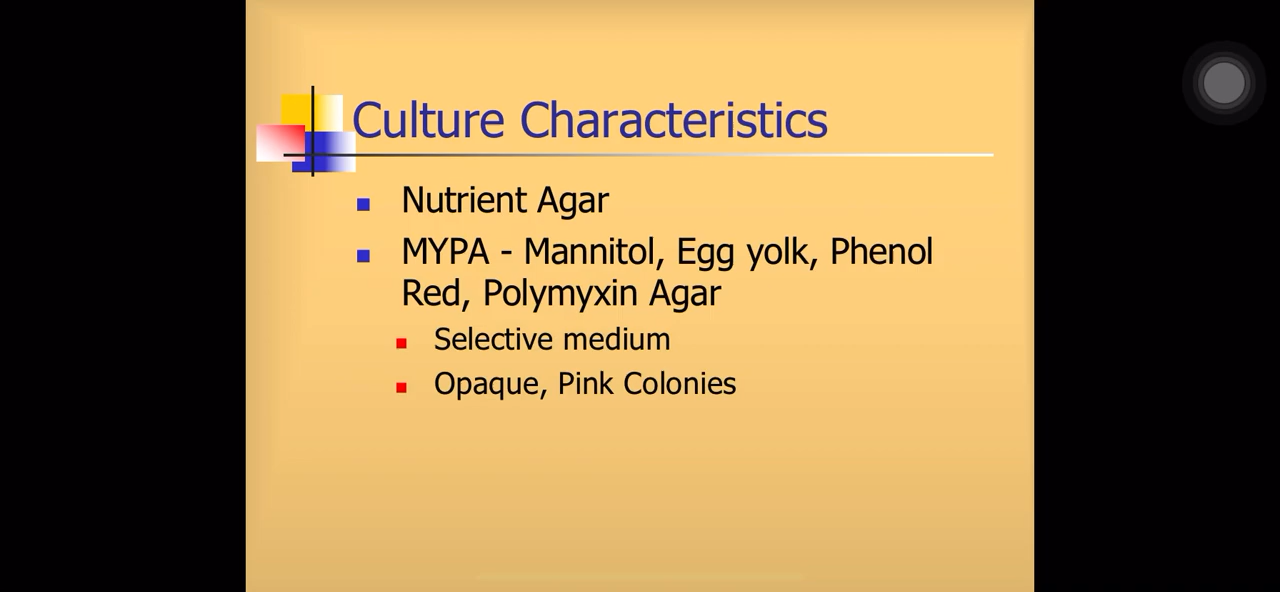 Culture Characteristics
Nutrient Agar
MYPA - Mannitol, Egg yolk, Phenol
Red, Polymyxin Agar
Selective medium
Opaque, Pink Colonies